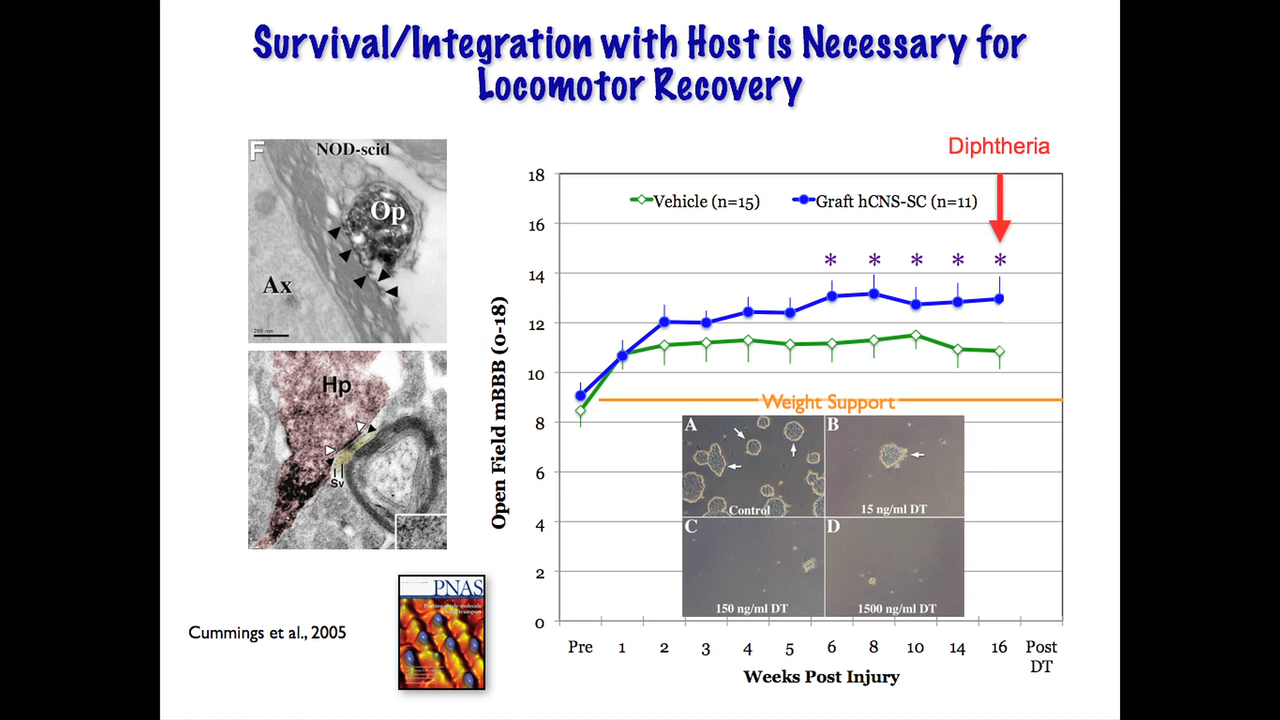 Survival/Integration with Host is Necessary for
Locomotor Recovery
F
NOD-scid
Op
Ax
Hp
Sv
Cummings et al., 2005
PNAS
Diphtheria
Vehicle (n=15)
Graft hCNS-SC (n=11)
* * * * *
Open Field mBBB (0-18)
18
16
14
12
10
8
6
4
2
0
Weight Support
A
Control
B
15 ng/ml DT
C
150 ng/ml DT
D
1500 ng/ml DT
Pre 1 2 3 4 5 6 8 10 14 16 Post
DT
Weeks Post Injury